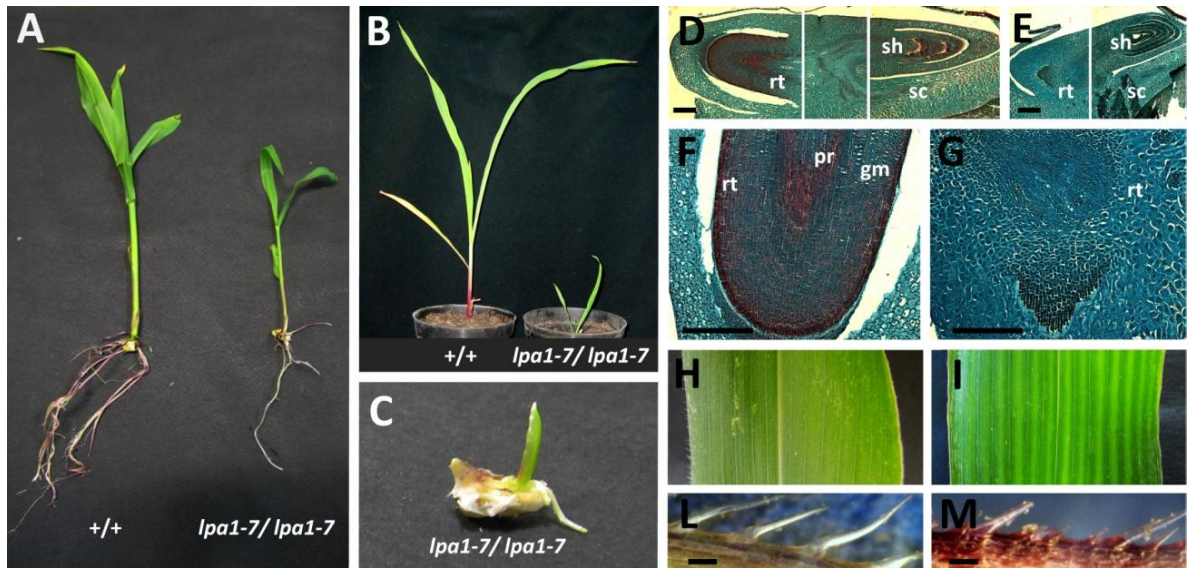 A
+/+
lpa1-7/ lpa1-7
B
+/+
lpa1-7/ lpa1-7
C
lpa1-7/ lpa1-7
D
rt
sh
sc
E
rt
sh
sc
F
rt
pr
gm
G
rt
H
I
L
M